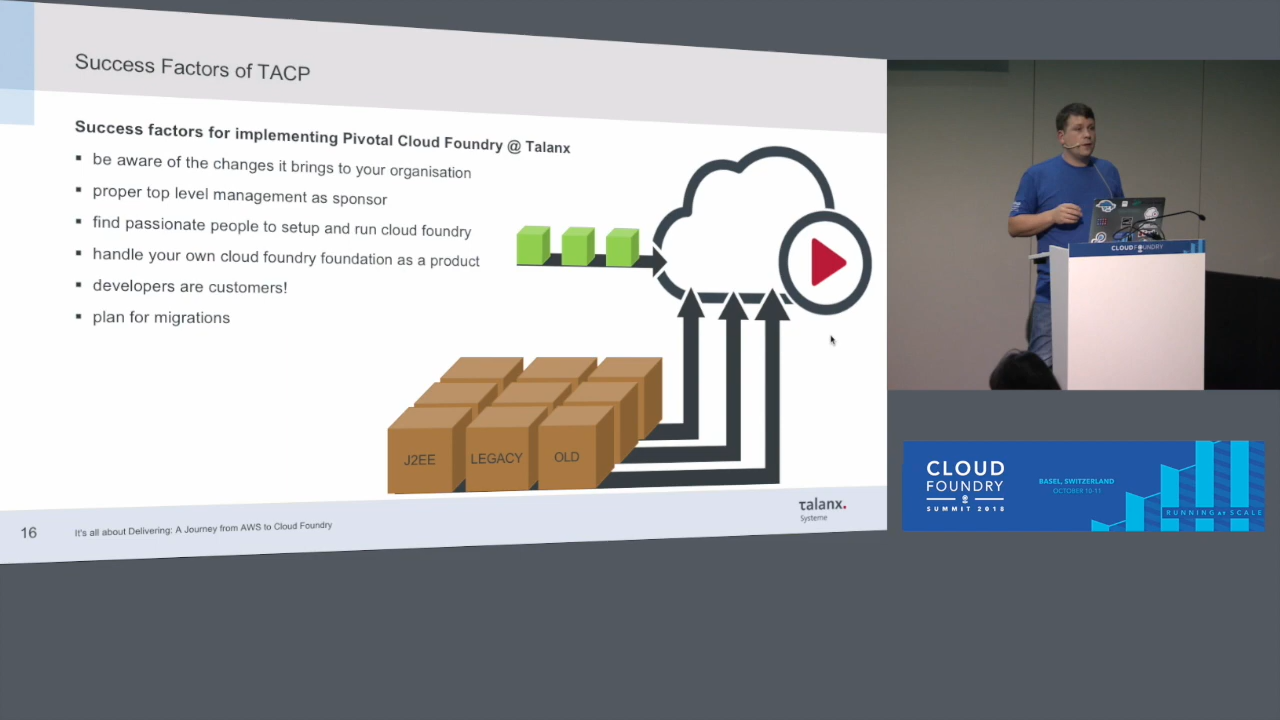 Success Factors of TACP
Success factors for implementing Pivotal Cloud Foundry @ Talanx
be aware of the changes it brings to your organisation
proper top level management as sponsor
find passionate people to setup and run cloud foundry
handle your own cloud foundry foundation as a product
developers are customers!
plan for migrations
J2EE
LEGACY
OLD
16
It's all about Delivering: A Journey from AWS to Cloud Foundry
talanx.
Systeme
CLOUD FOUNDRY
CLOUD
FOUNDRY
SUMMIT 2018
BASEL, SWITZERLAND
OCTOBER 10-11
RUNNING AT SCALE